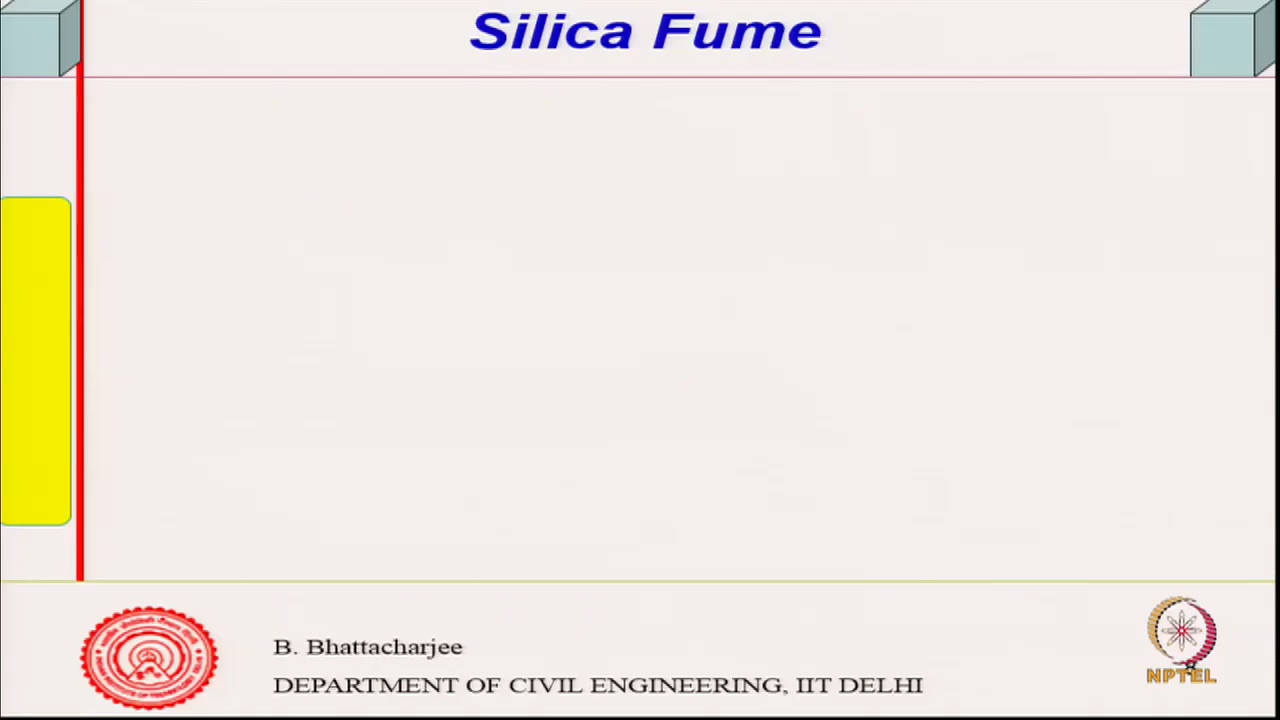 Silica Fume
B. Bhattacharjee
DEPARTMENT OF CIVIL ENGINEERING, IIT DELHI
NPTEL